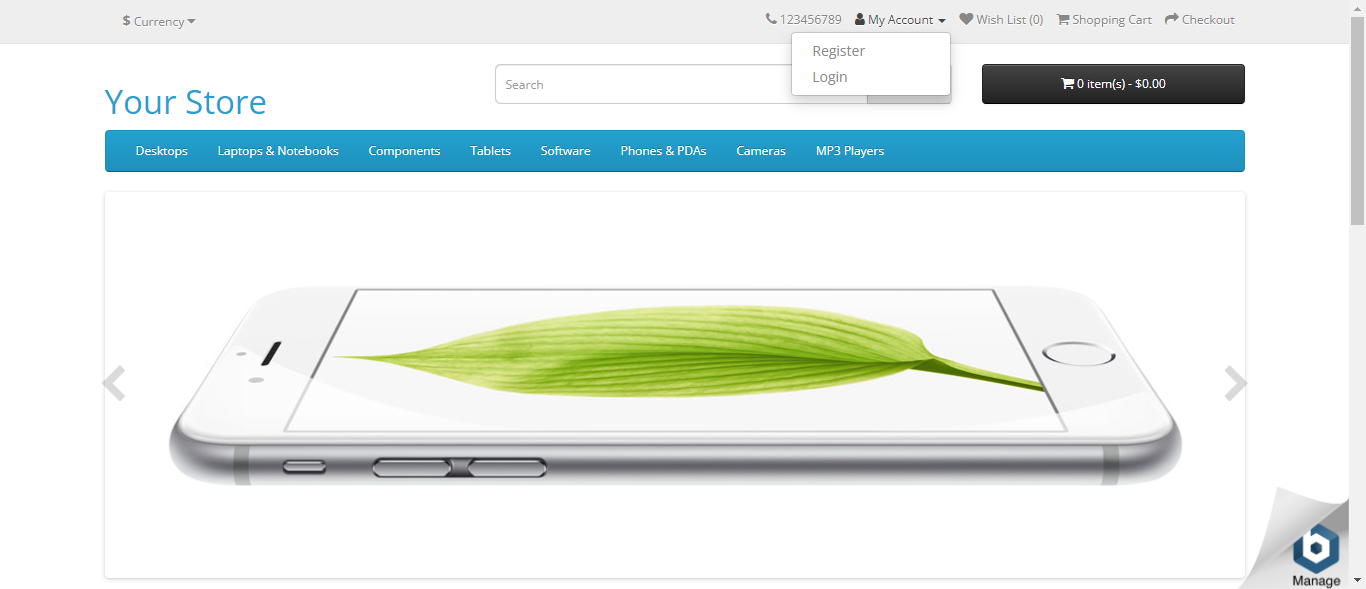 $ Currency
123456789 My Account Wish List (0) Shopping Cart Checkout
Register
Login
Your Store
Search
0 item(s) - $0.00
Desktops Laptops & Notebooks Components Tablets Software Phones & PDAs Cameras MP3 Players
b
Manage